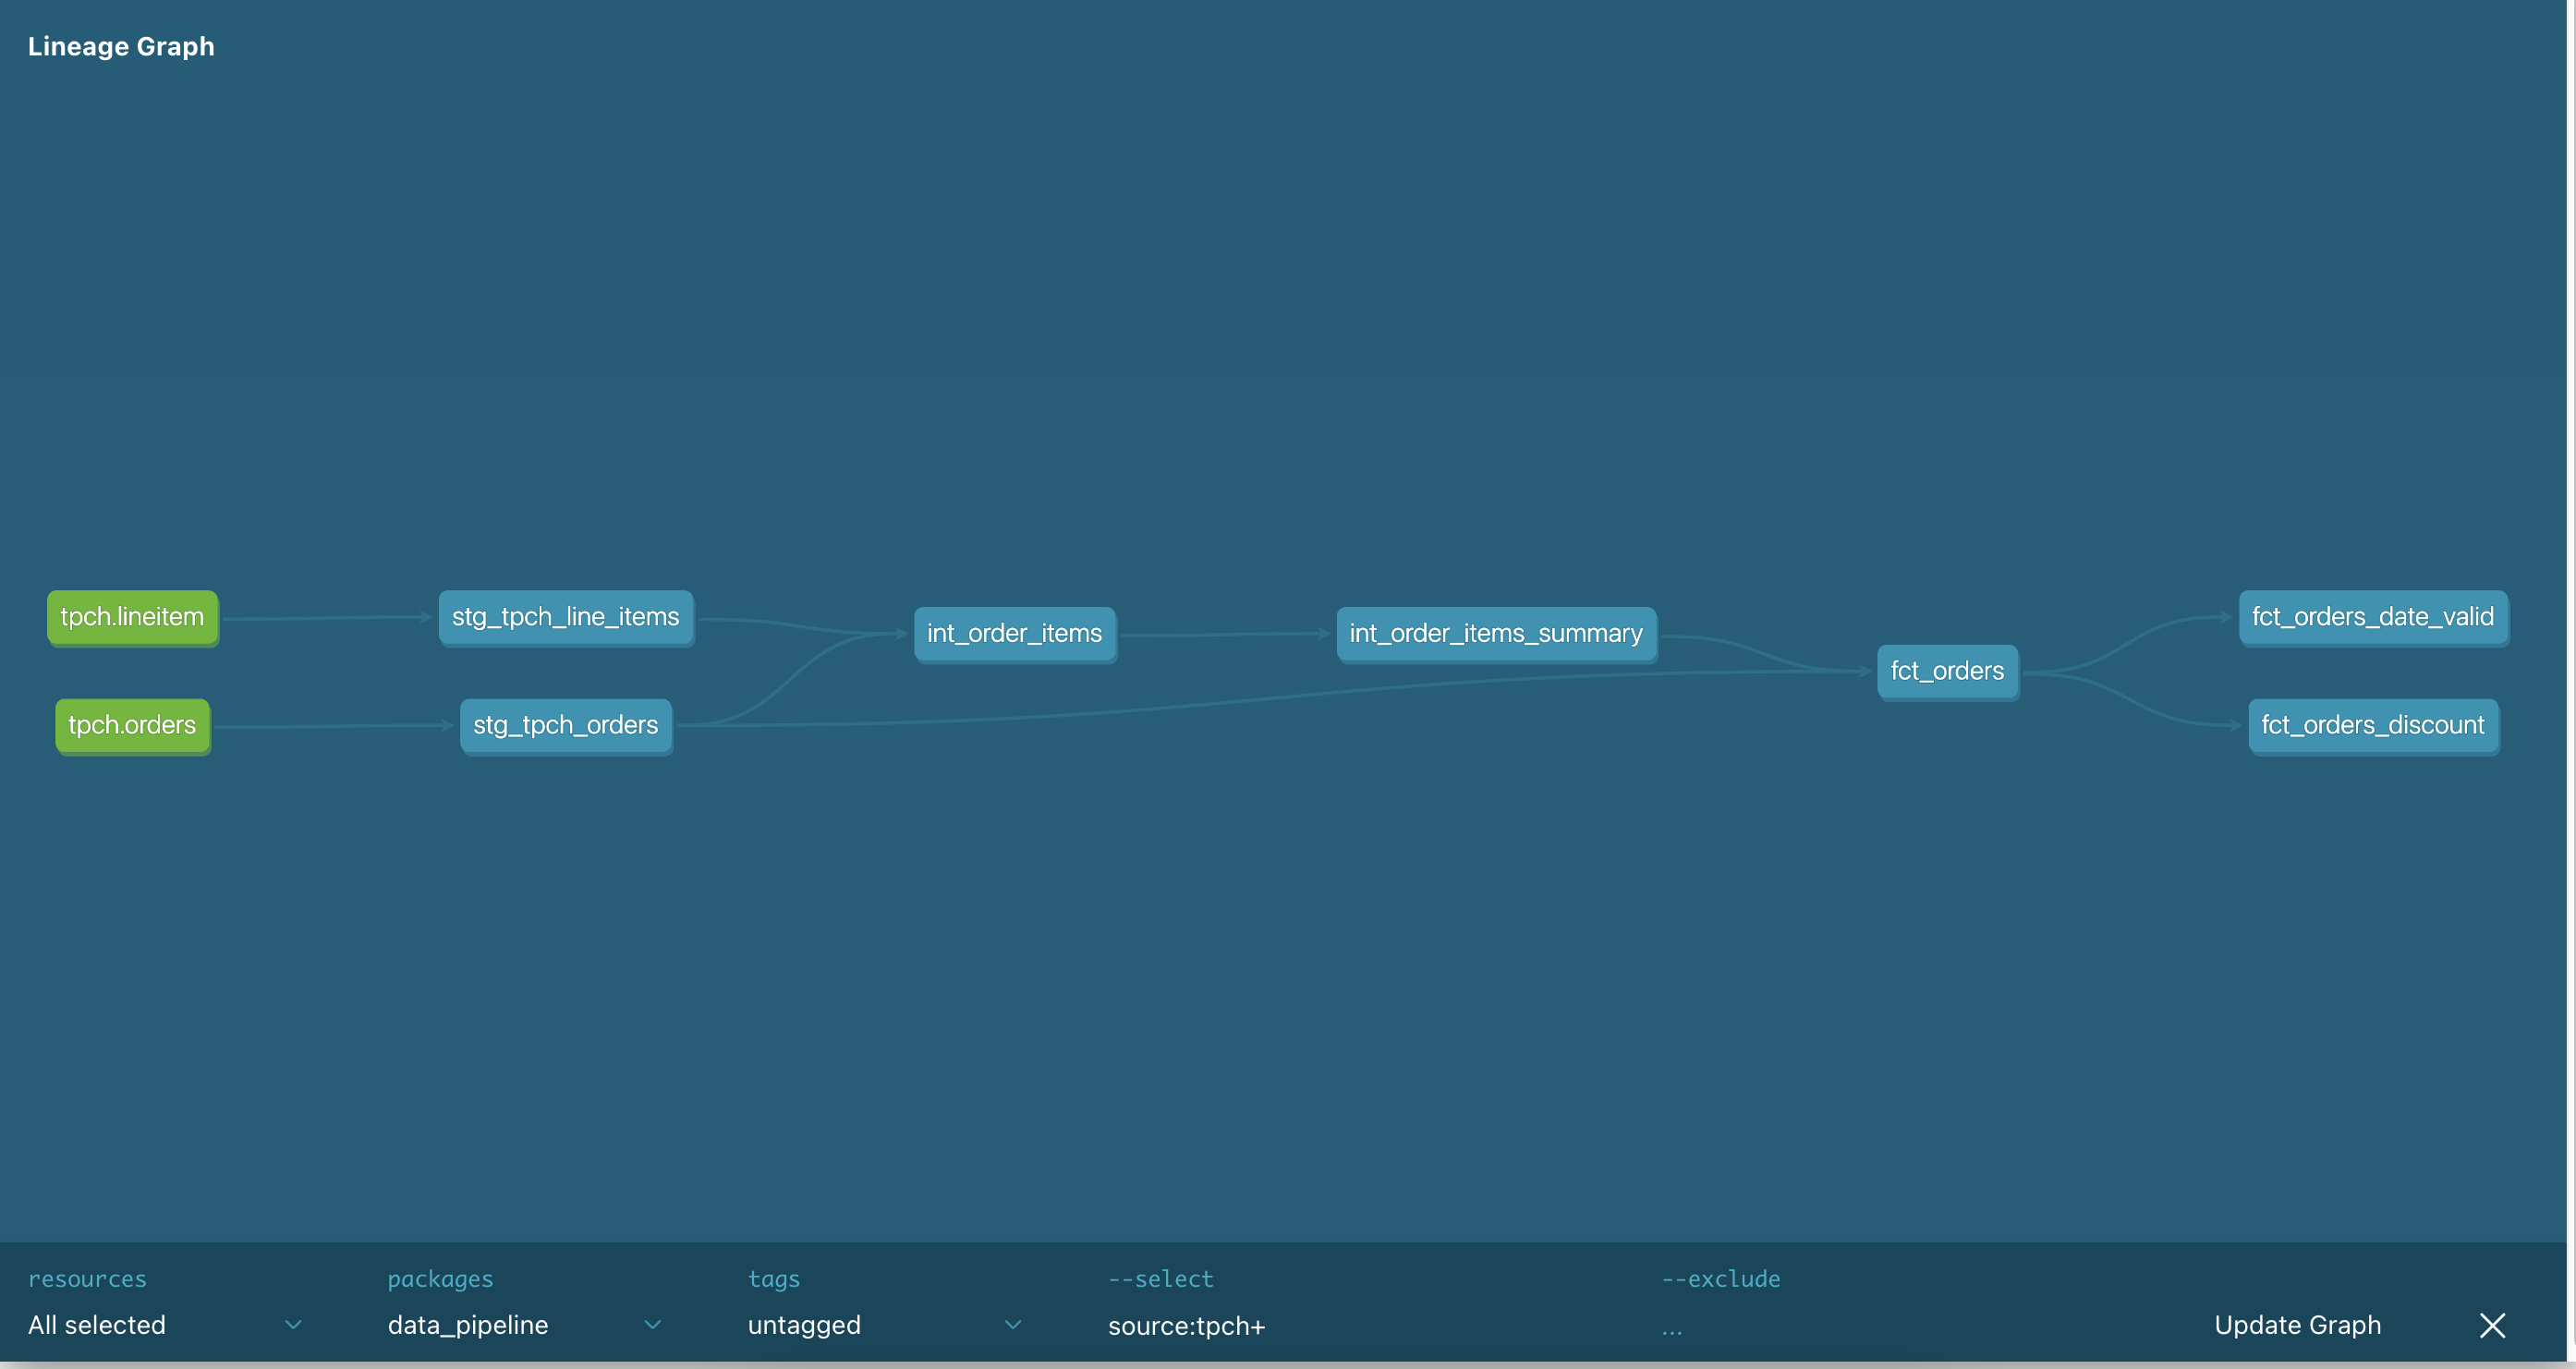 Lineage Graph
tpch.lineitem
stg_tpch_line_items
int_order_items
int_order_items_summary
fct_orders_date_valid
tpch.orders
stg_tpch_orders
fct_orders
fct_orders_discount
resources
packages
tags
--select
--exclude
All selected
data_pipeline
untagged
source:tpch+
...
Update Graph